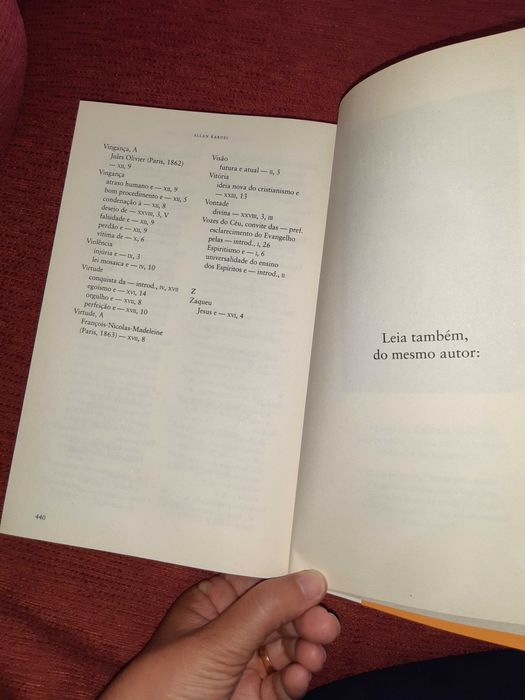 ALLAN KARDEC
Vingança, A
Jules Olivier (Paris, 1862)
— XII, 9
Vingança
atraso humano e — XII, 9
bom procedimento e — XII, 5
condenação à — XII, 8
desejo de — XXVIII, 3, V
falsidade e — XII, 9
perdão e — XII, 9
vítima de — X, 6
Violência
injúria e — IX, 3
lei mosaica e — IV, 10
Virtude
conquista da — introd., IV, XVII
egoísmo e — XVI, 14
orgulho e — XVII, 8
perfeição e — XVII, 10
Virtude, A
François-Nicolas-Madeleine
(Paris, 1863) — XVII, 8
Visão
futura e atual — II, 5
Vitória
ideia nova do cristianismo e
— XXIII, 13
Vontade
divina — XXVIII, 3, III
Vozes do Céu, convite das — pref.
esclarecimento do Evangelho
pelas — introd., I, 26
Espiritismo e — I, 6
universalidade do ensino
dos Espíritos e — introd., II
Z
Zaqueu
Jesus e — XVI, 4
440
Leia também,
do mesmo autor: